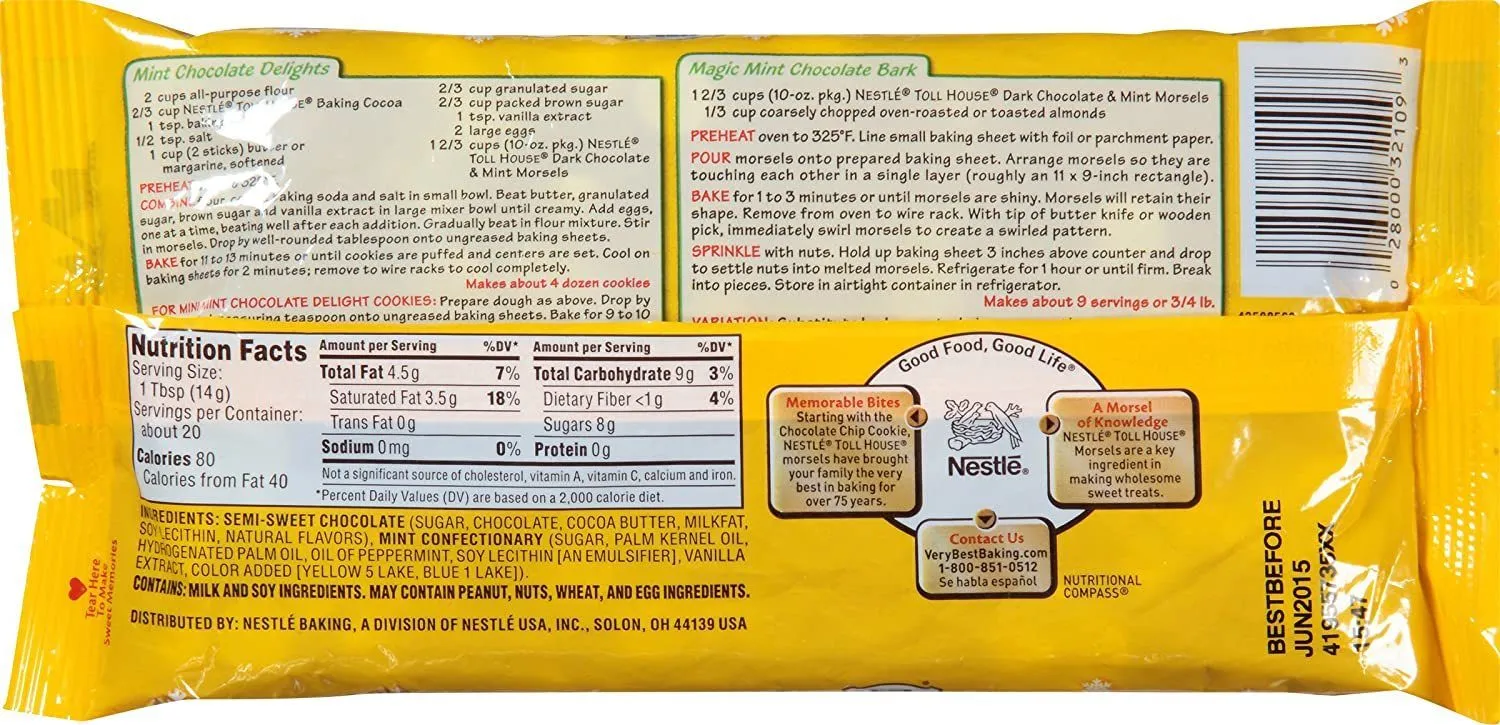 Mint Chocolate Delights
2 cups all-purpose flour
2/3 cup NESTLÉ® TOLL HOUSE® Baking Cocoa
1 tsp.
1/2 tsp. salt
1 cup (2 sticks) butter or
margarine, softened
2/3 cup granulated sugar
2/3 cup packed brown sugar
1 tsp. vanilla extract
2 large eggs
1 2/3 cups (10-oz. pkg.) NESTLÉ®
TOLL HOUSE® Dark Chocolate
& Mint Morsels
PREHEAT
COMBINE flour, baking soda and salt in small bowl. Beat butter, granulated
sugar, brown sugar and vanilla extract in large mixer bowl until creamy. Add eggs,
one at a time, beating well after each addition. Gradually beat in flour mixture. Stir
in morsels. Drop by well-rounded tablespoon onto ungreased baking sheets.
BAKE for 11 to 13 minutes or until cookies are puffed and centers are set. Cool on
baking sheets for 2 minutes; remove to wire racks to cool completely.
Makes about 4 dozen cookies
FOR MINI MINT CHOCOLATE DELIGHT COOKIES: Prepare dough as above. Drop by
teaspoon onto ungreased baking sheets. Bake for 9 to 10
Magic Mint Chocolate Bark
1 2/3 cups (10-oz. pkg.) NESTLÉ® TOLL HOUSE® Dark Chocolate & Mint Morsels
1/3 cup coarsely chopped oven-roasted or toasted almonds
PREHEAT oven to 325°F. Line small baking sheet with foil or parchment paper.
POUR morsels onto prepared baking sheet. Arrange morsels so they are
touching each other in a single layer (roughly an 11 x 9-inch rectangle).
BAKE for 1 to 3 minutes or until morsels are shiny. Morsels will retain their
shape. Remove from oven to wire rack. With tip of butter knife or wooden
pick, immediately swirl morsels to create a swirled pattern.
SPRINKLE with nuts. Hold up baking sheet 3 inches above counter and drop
to settle nuts into melted morsels. Refrigerate for 1 hour or until firm. Break
into pieces. Store in airtight container in refrigerator.
Makes about 9 servings or 3/4 lb.
VARIATION:
0 28000 32109 3
Nutrition Facts
Serving Size:
1 Tbsp (14g)
Servings per Container:
about 20
Calories 80
Calories from Fat 40
Amount per Serving %DV*
Total Fat 4.5g 7%
Saturated Fat 3.5g 18%
Trans Fat 0g
Sodium 0mg 0%
Amount per Serving %DV*
Total Carbohydrate 9g 3%
Dietary Fiber <1g 4%
Sugars 8g
Protein 0g
Not a significant source of cholesterol, vitamin A, vitamin C, calcium and iron.
*Percent Daily Values (DV) are based on a 2,000 calorie diet.
INGREDIENTS: SEMI-SWEET CHOCOLATE (SUGAR, CHOCOLATE, COCOA BUTTER, MILKFAT,
SOY LECITHIN, NATURAL FLAVORS), MINT CONFECTIONARY (SUGAR, PALM KERNEL OIL,
HYDROGENATED PALM OIL, OIL OF PEPPERMINT, SOY LECITHIN [AN EMULSIFIER], VANILLA
EXTRACT, COLOR ADDED [YELLOW 5 LAKE, BLUE 1 LAKE]).
CONTAINS: MILK AND SOY INGREDIENTS. MAY CONTAIN PEANUT, NUTS, WHEAT, AND EGG INGREDIENTS.
DISTRIBUTED BY: NESTLÉ BAKING, A DIVISION OF NESTLÉ USA, INC., SOLON, OH 44139 USA
Tear Here
To Make
Sweet Memories
Good Food, Good Life®
Nestlé®
Memorable Bites
Starting with the
Chocolate Chip Cookie,
NESTLÉ® TOLL HOUSE®
morsels have brought
your family the very
best in baking for
over 75 years.
A Morsel
of Knowledge
NESTLÉ® TOLL HOUSE®
Morsels are a key
ingredient in
making wholesome
sweet treats.
Contact Us
VeryBestBaking.com
1-800-851-0512
Se habla español
NUTRITIONAL
COMPASS®
BESTBEFORE
JUN2015
15:47